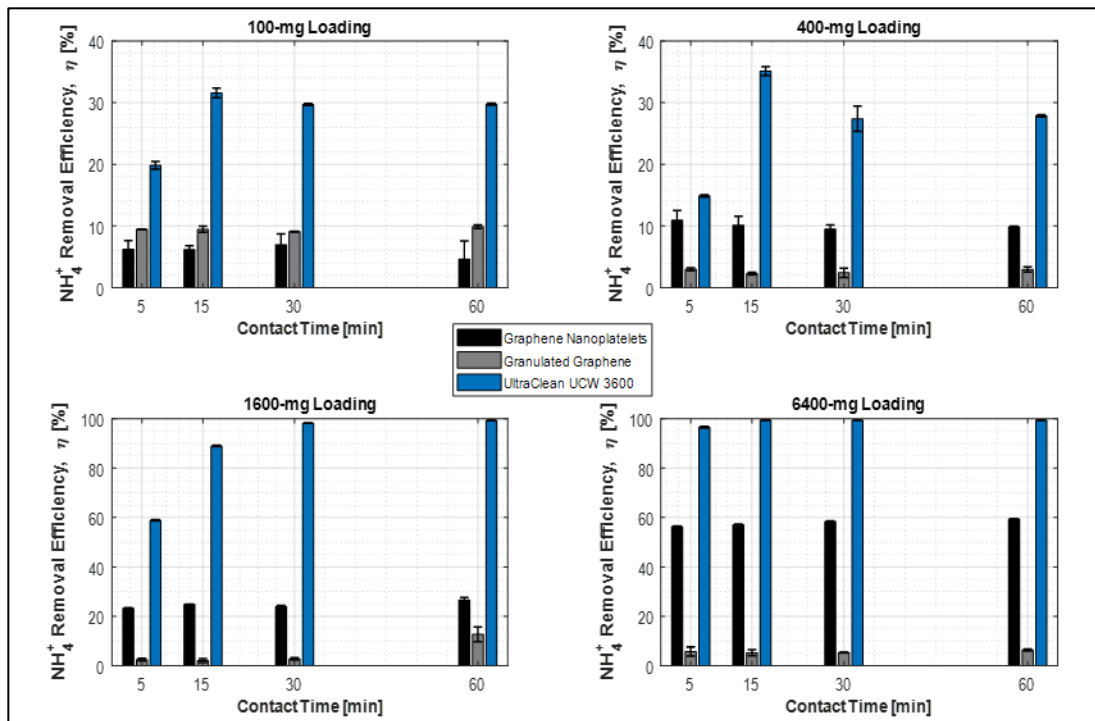 100-mg Loading
NH₄⁺ Removal Efficiency, η [%]
40
30
20
10
0
5 15 30 60
Contact Time [min]
400-mg Loading
NH₄⁺ Removal Efficiency, η [%]
40
30
20
10
0
5 15 30 60
Contact Time [min]
Graphene Nanoplatelets
Granulated Graphene
UltraClean UCW 3600
1600-mg Loading
NH₄⁺ Removal Efficiency, η [%]
100
80
60
40
20
0
5 15 30 60
Contact Time [min]
6400-mg Loading
NH₄⁺ Removal Efficiency, η [%]
100
80
60
40
20
0
5 15 30 60
Contact Time [min]